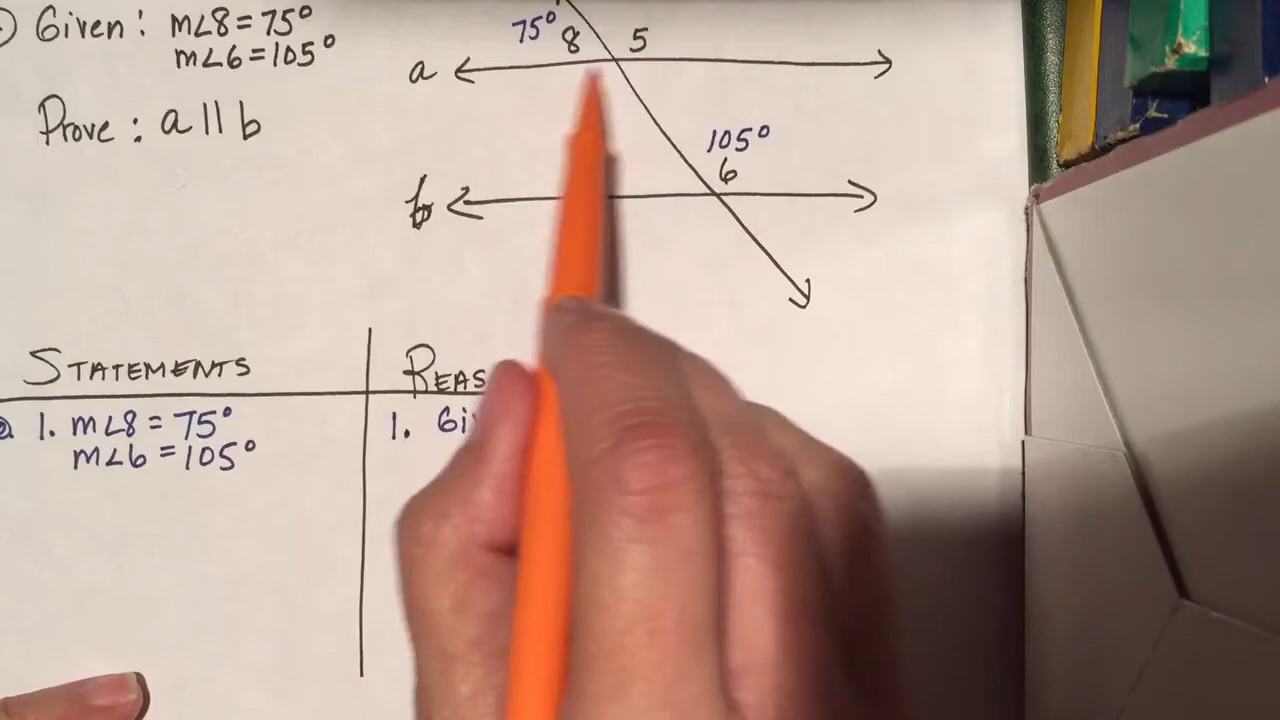 Given: m∠8 = 75°
m∠6 = 105°
Prove: a || b
75°
8
5
a
105°
6
b
STATEMENTS
REAS
1. m∠8 = 75°
m∠6 = 105°
1. Gi